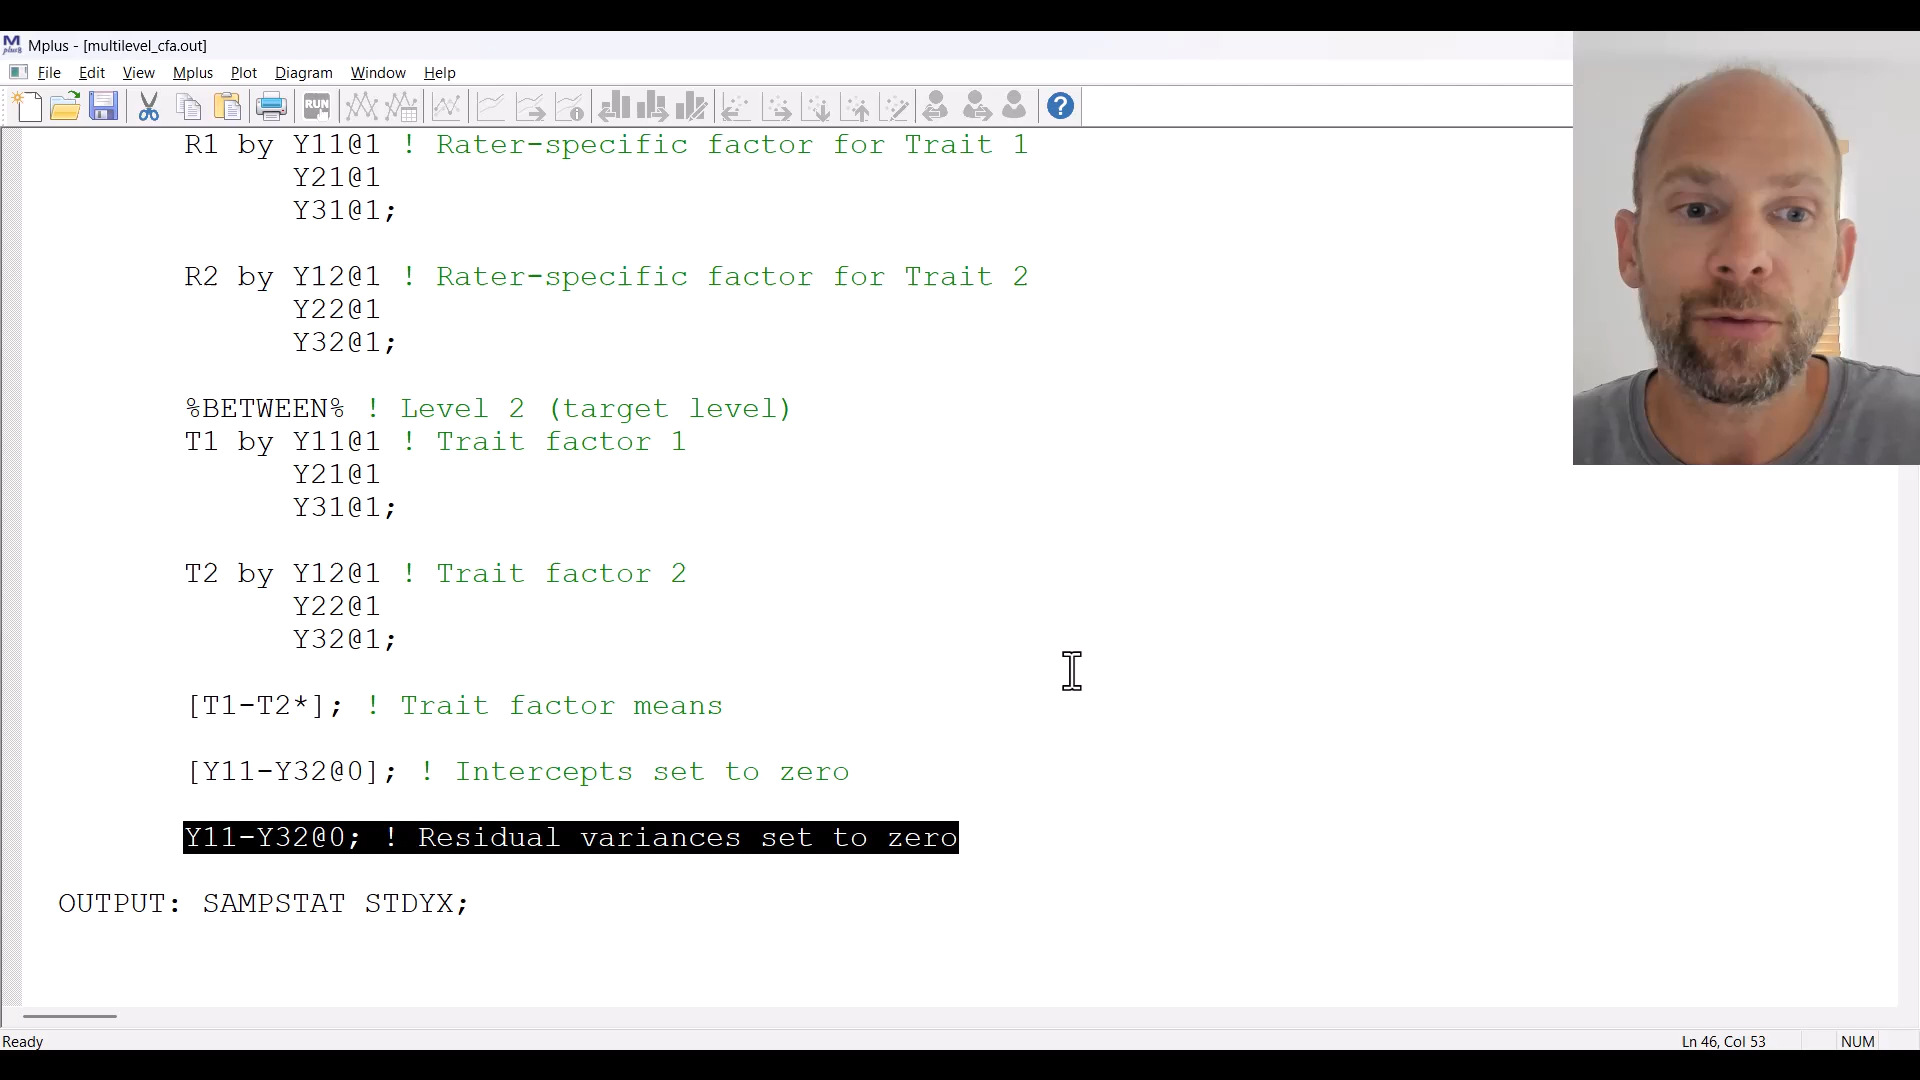 Mplus - [multilevel_cfa.out]
File Edit View Mplus Plot Diagram Window Help
RUN
R1 by Y11@1 ! Rater-specific factor for Trait 1
Y21@1
Y31@1;
R2 by Y12@1 ! Rater-specific factor for Trait 2
Y22@1
Y32@1;
%BETWEEN% ! Level 2 (target level)
T1 by Y11@1 ! Trait factor 1
Y21@1
Y31@1;
T2 by Y12@1 ! Trait factor 2
Y22@1
Y32@1;
[T1-T2*]; ! Trait factor means
[Y11-Y32@0]; ! Intercepts set to zero
Y11-Y32@0; ! Residual variances set to zero
OUTPUT: SAMPSTAT STDYX;
Ready
Ln 46, Col 53
NUM